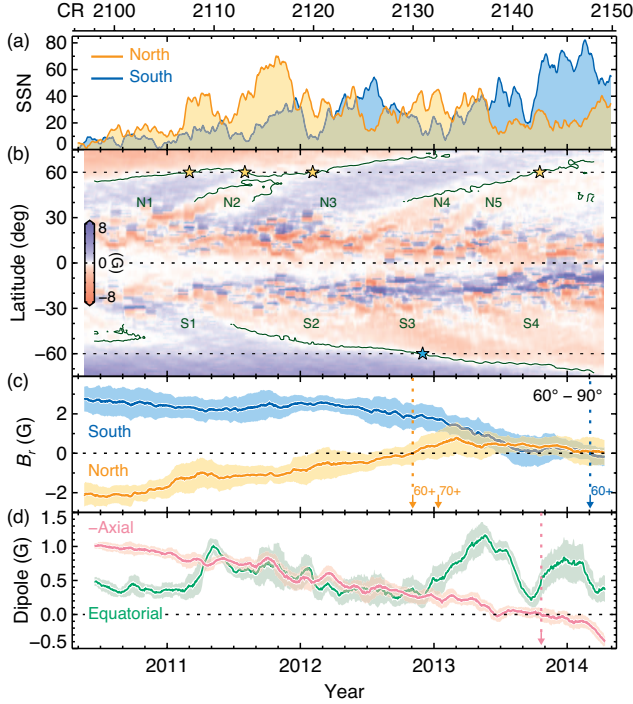 CR 2100 2110 2120 2130 2140 2150
(a)
80
60
40
20
0
SSN
North
South
(b)
60
30
0
−30
−60
Latitude (deg)
8
0
(G)
−8
N1 N2 N3 N4 N5
S1 S2 S3 S4
(c)
2
0
−2
Br (G)
60° − 90°
South
North
60+ 70+ 60+
(d)
1.5
1.0
0.5
0.0
−0.5
Dipole (G)
−Axial
Equatorial
2011 2012 2013 2014
Year